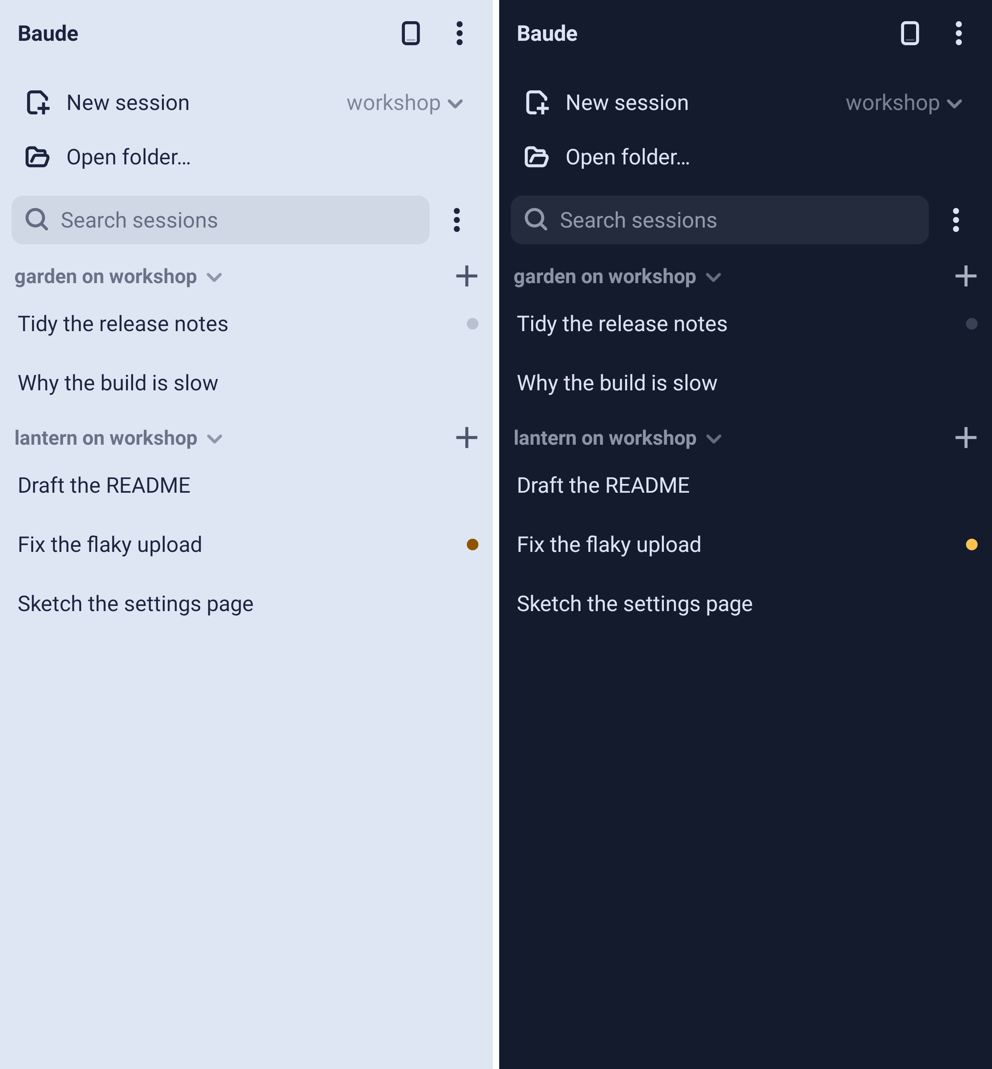 Baude
New session workshop
Open folder...
Search sessions
garden on workshop
Tidy the release notes
Why the build is slow
lantern on workshop
Draft the README
Fix the flaky upload
Sketch the settings page
Baude
New session workshop
Open folder...
Search sessions
garden on workshop
Tidy the release notes
Why the build is slow
lantern on workshop
Draft the README
Fix the flaky upload
Sketch the settings page